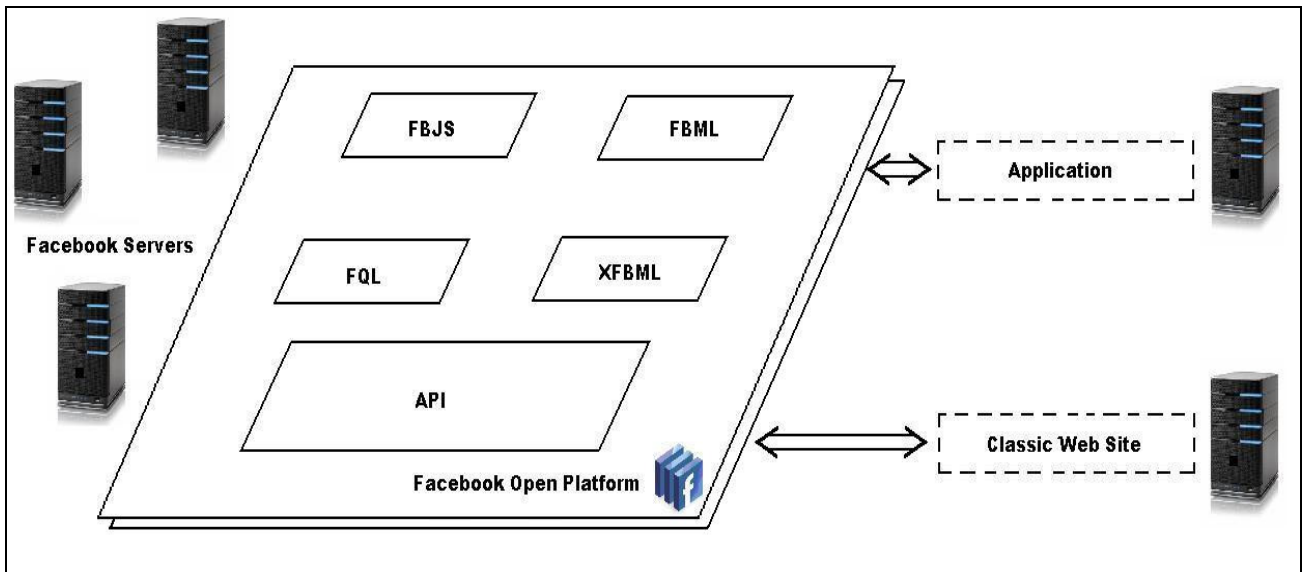 FBJS
FBML
Application
Facebook Servers
FQL
XFBML
API
Classic Web Site
Facebook Open Platform
f